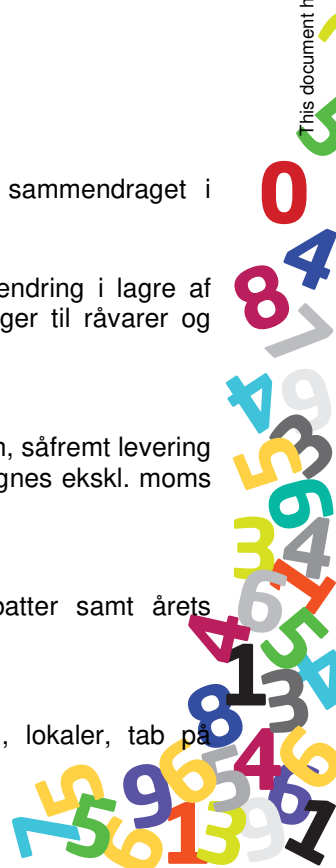 This document h
sammendraget i
endring i lagre af
ger til råvarer og
n, såfremt levering
gnes ekskl. moms
patter samt årets
, lokaler, tab på